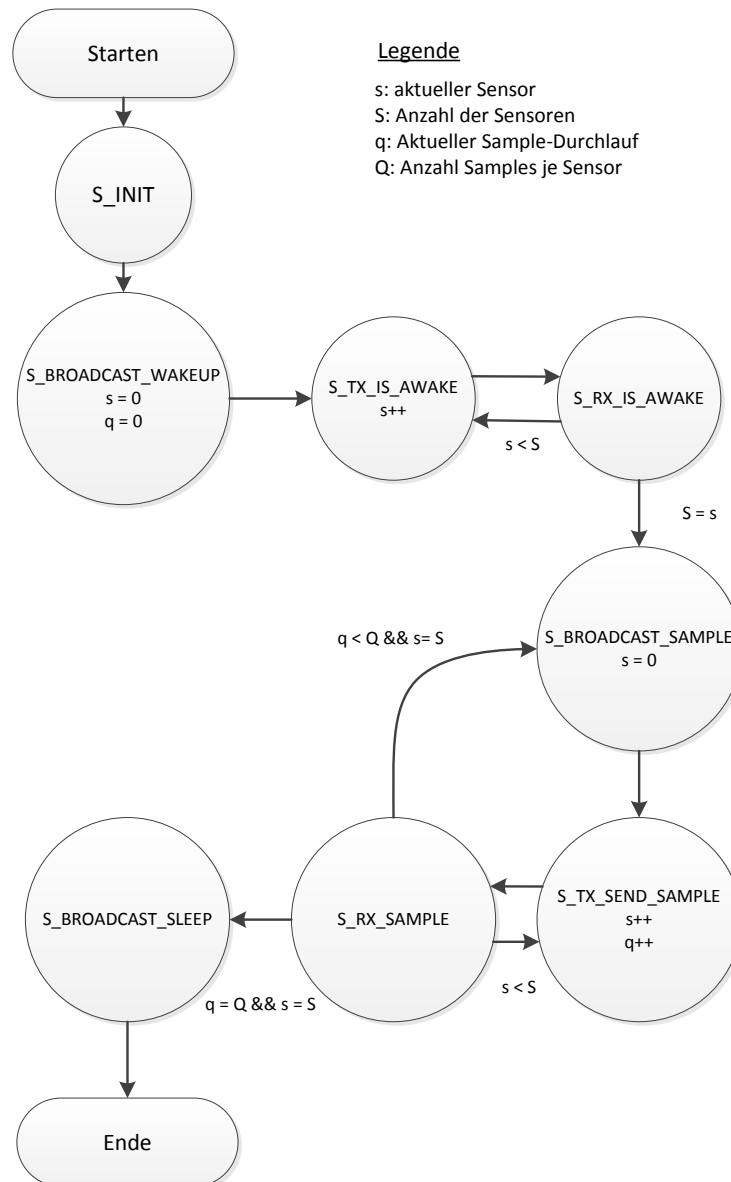 Starten
Legende
s: aktueller Sensor
S: Anzahl der Sensoren
q: Aktueller Sample-Durchlauf
Q: Anzahl Samples je Sensor
S_INIT
S_BROADCAST_WAKEUP
s = 0
q = 0
S_TX_IS_AWAKE
s++
S_RX_IS_AWAKE
s < S
S = s
S_BROADCAST_SAMPLE
s = 0
q < Q && s= S
S_TX_SEND_SAMPLE
s++
q++
S_RX_SAMPLE
S_BROADCAST_SLEEP
s < S
q = Q && s = S
Ende